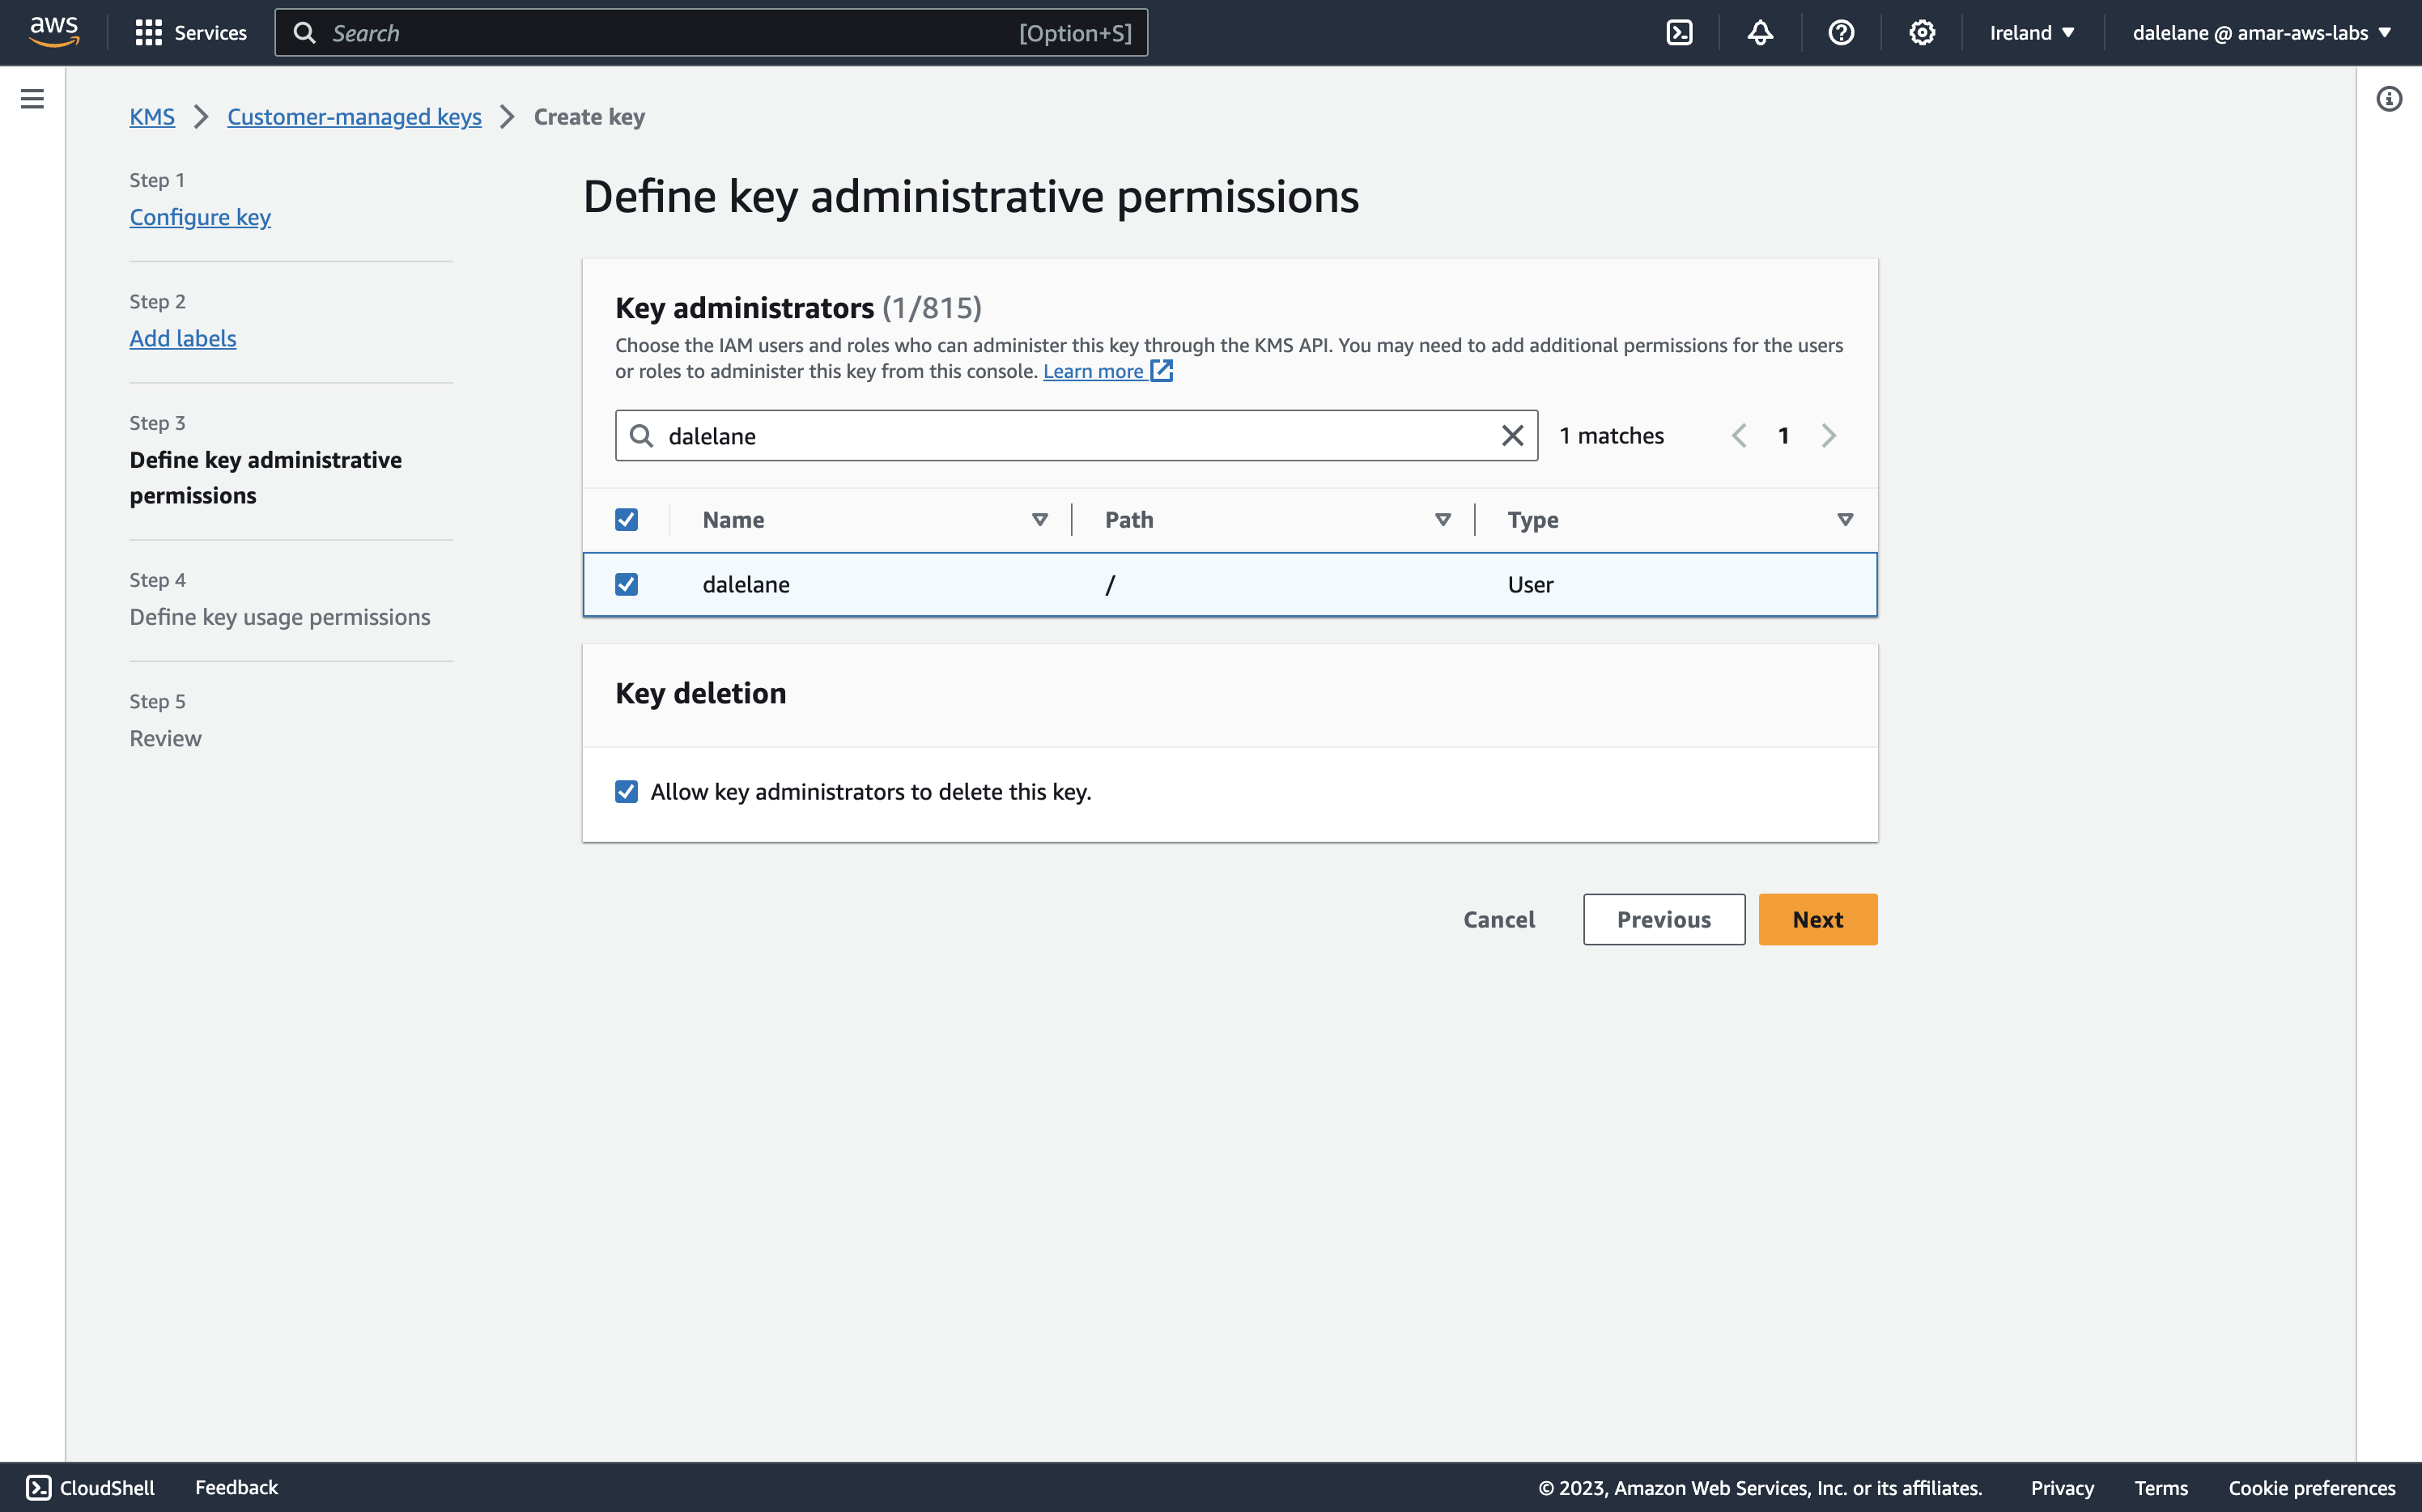 aws
Services
Search
[Option+S]
Ireland
dalelane @ amar-aws-labs
KMS
Customer-managed keys
Create key
Step 1
Configure key
Step 2
Add labels
Step 3
Define key administrative
permissions
Step 4
Define key usage permissions
Step 5
Review
Define key administrative permissions
Key administrators (1/815)
Choose the IAM users and roles who can administer this key through the KMS API. You may need to add additional permissions for the users
or roles to administer this key from this console. Learn more
dalelane
1 matches
1
Name
Path
Type
dalelane
/
User
Key deletion
Allow key administrators to delete this key.
Cancel
Previous
Next
CloudShell
Feedback
© 2023, Amazon Web Services, Inc. or its affiliates.
Privacy
Terms
Cookie preferences